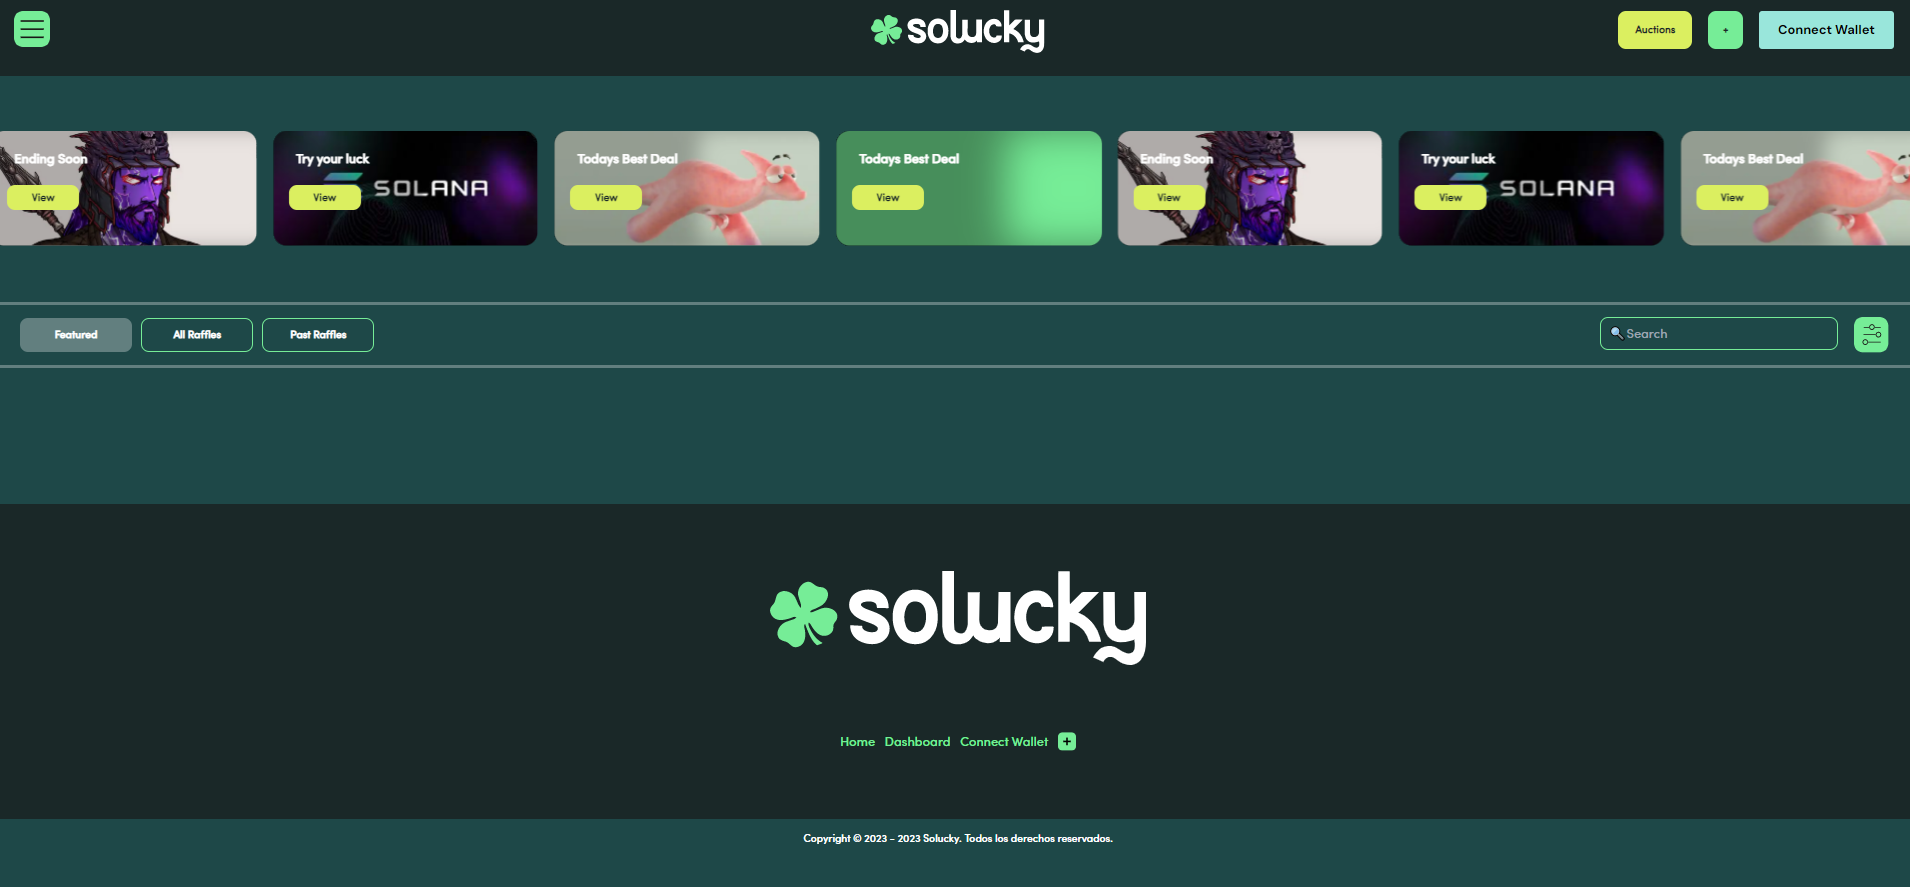 solucky
Auctions
+
Connect Wallet
Ending Soon
View
Try your luck
SOLANA
View
Todays Best Deal
View
Todays Best Deal
View
Ending Soon
View
Try your luck
SOLANA
View
Todays Best Deal
View
Featured
All Raffles
Past Raffles
Search
solucky
Home Dashboard Connect Wallet +
Copyright © 2023 - 2023 Solucky. Todos los derechos reservados.